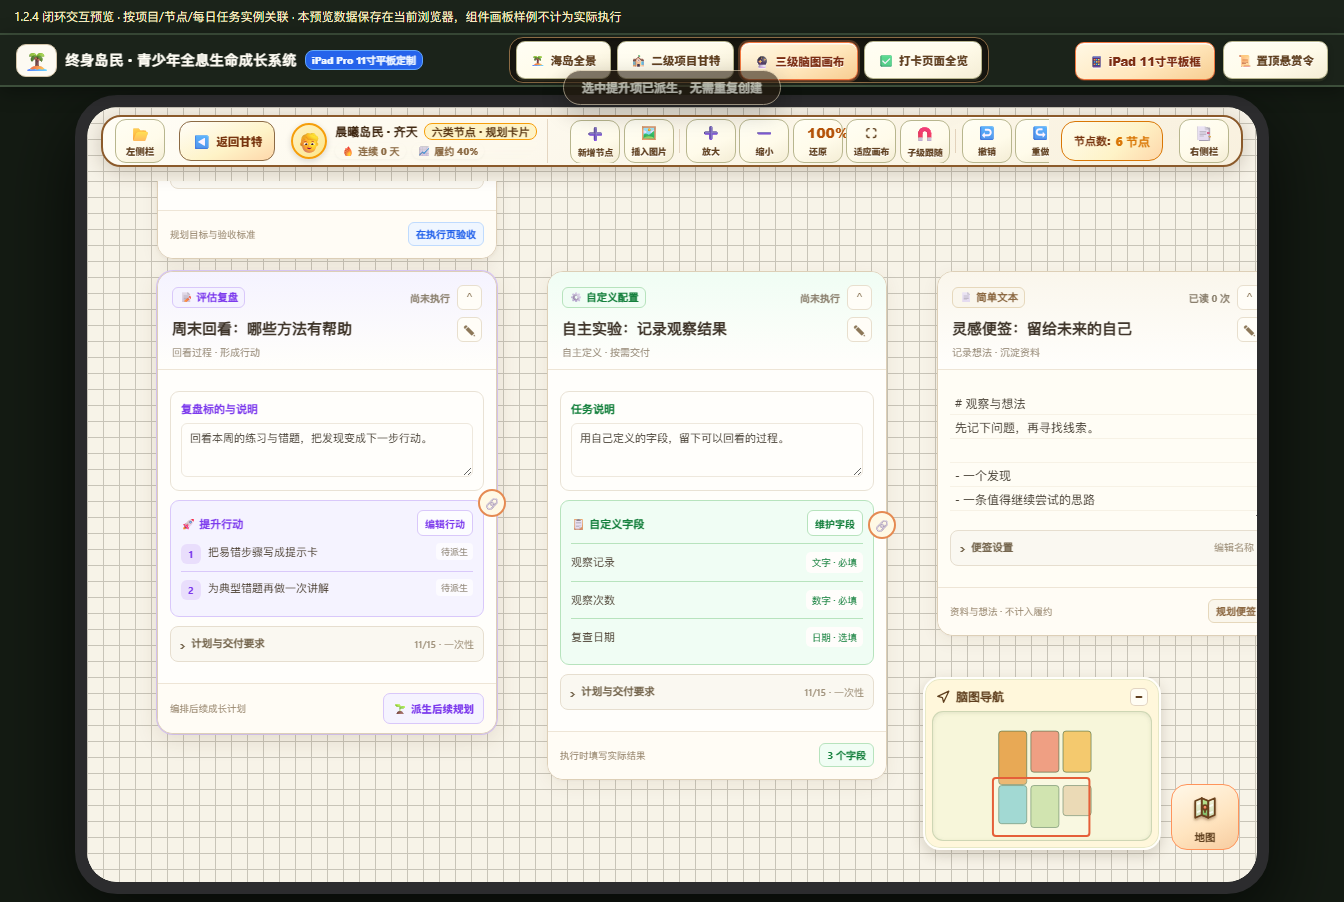 1.2.4 闭环交互预览 · 按项目/节点/每日任务实例关联 · 本预览数据保存在当前浏览器，组件画板样例不计为实际执行
终身岛民 · 青少年全息生命成长系统
iPad Pro 11寸平板定制
海岛全景
二级项目甘特
三级脑图画布
打卡页面全览
iPad 11寸平板框
置顶悬赏令
选中提升项已派生，无需重复创建
左侧栏
返回甘特
晨曦岛民 · 齐天
六类节点 · 规划卡片
连续 0 天
履约 40%
新增节点
插入图片
放大
缩小
100%
还原
适应画布
子级跟随
撤销
重做
节点数: 6 节点
右侧栏
规划目标与验收标准
在执行页验收
评估复盘
尚未执行
^
周末回看：哪些方法有帮助
回看过程 · 形成行动
复盘标的与说明
回看本周的练习与错题，把发现变成下一步行动。
提升行动
编辑行动
1 把易错步骤写成提示卡 待派生
2 为典型错题再做一次讲解 待派生
计划与交付要求
11/15 · 一次性
编排后续成长计划
派生后续规划
自定义配置
尚未执行
^
自主实验：记录观察结果
自主定义 · 按需交付
任务说明
用自己定义的字段，留下可以回看的过程。
自定义字段
维护字段
观察记录 文字 · 必填
观察次数 数字 · 必填
复查日期 日期 · 选填
计划与交付要求
11/15 · 一次性
执行时填写实际结果
3 个字段
简单文本
已读 0 次
^
灵感便签：留给未来的自己
记录想法 · 沉淀资料
# 观察与想法
先记下问题，再寻找线索。
- 一个发现
- 一条值得继续尝试的思路
便签设置
编辑名称
资料与想法 · 不计入履约
规划便签
脑图导航
地图